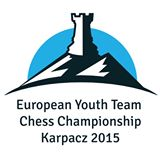 European Youth Team
Chess Championship
Karpacz 2015